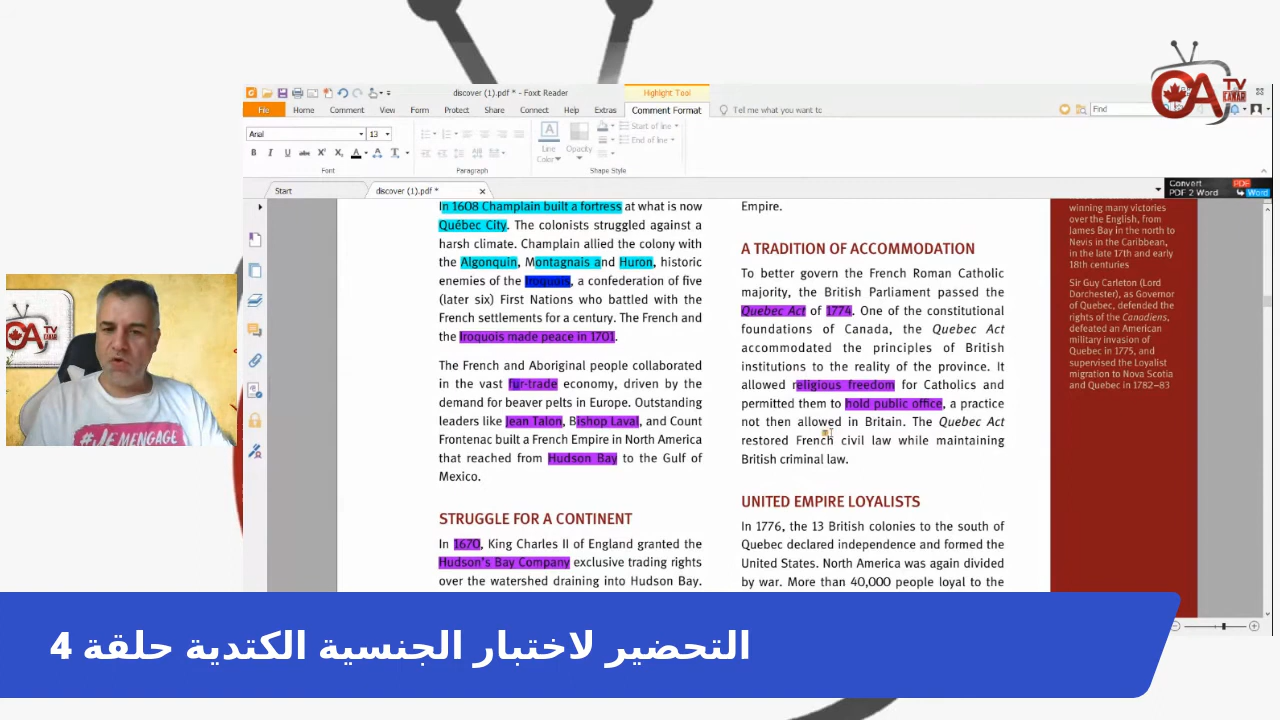 discover (1).pdf * - Foxit Reader
Highlight Tool
File Home Comment View Form Protect Share Connect Help Extras Comment Format Tell me what you want to
Find
Arial 13
Start of line
End of line
Line
Color
Opacity
Font
Paragraph
Shape Style
Start
discover (1).pdf *
Convert
PDF 2 Word
PDF
Word
In 1608 Champlain built a fortress at what is now
Québec City. The colonists struggled against a
harsh climate. Champlain allied the colony with
the Algonquin, Montagnais and Huron, historic
enemies of the Iroquois, a confederation of five
(later six) First Nations who battled with the
French settlements for a century. The French and
the Iroquois made peace in 1701.
The French and Aboriginal people collaborated
in the vast fur-trade economy, driven by the
demand for beaver pelts in Europe. Outstanding
leaders like Jean Talon, Bishop Laval, and Count
Frontenac built a French Empire in North America
that reached from Hudson Bay to the Gulf of
Mexico.
STRUGGLE FOR A CONTINENT
In 1670, King Charles II of England granted the
Hudson's Bay Company exclusive trading rights
over the watershed draining into Hudson Bay.
Empire.
A TRADITION OF ACCOMMODATION
To better govern the French Roman Catholic
majority, the British Parliament passed the
Quebec Act of 1774. One of the constitutional
foundations of Canada, the Quebec Act
accommodated the principles of British
institutions to the reality of the province. It
allowed religious freedom for Catholics and
permitted them to hold public office, a practice
not then allowed in Britain. The Quebec Act
restored French civil law while maintaining
British criminal law.
UNITED EMPIRE LOYALISTS
In 1776, the 13 British colonies to the south of
Quebec declared independence and formed the
United States. North America was again divided
by war. More than 40,000 people loyal to the
winning many victories
over the English, from
James Bay in the north to
Nevis in the Caribbean,
in the late 17th and early
18th centuries
Sir Guy Carleton (Lord
Dorchester), as Governor
of Quebec, defended the
rights of the Canadiens,
defeated an American
military invasion of
Quebec in 1775, and
supervised the Loyalist
migration to Nova Scotia
and Quebec in 1782–83
CA TV
KANAR
CA TV
#JE MENGAGE
التحضير لاختبار الجنسية الكتدية حلقة 4